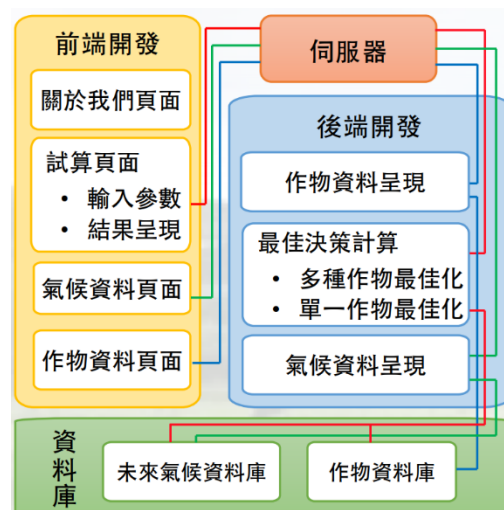 前端開發
關於我們頁面
試算頁面
• 輸入參數
• 結果呈現
氣候資料頁面
作物資料頁面
伺服器
後端開發
作物資料呈現
最佳決策計算
• 多種作物最佳化
• 單一作物最佳化
氣候資料呈現
資料庫
未來氣候資料庫
作物資料庫